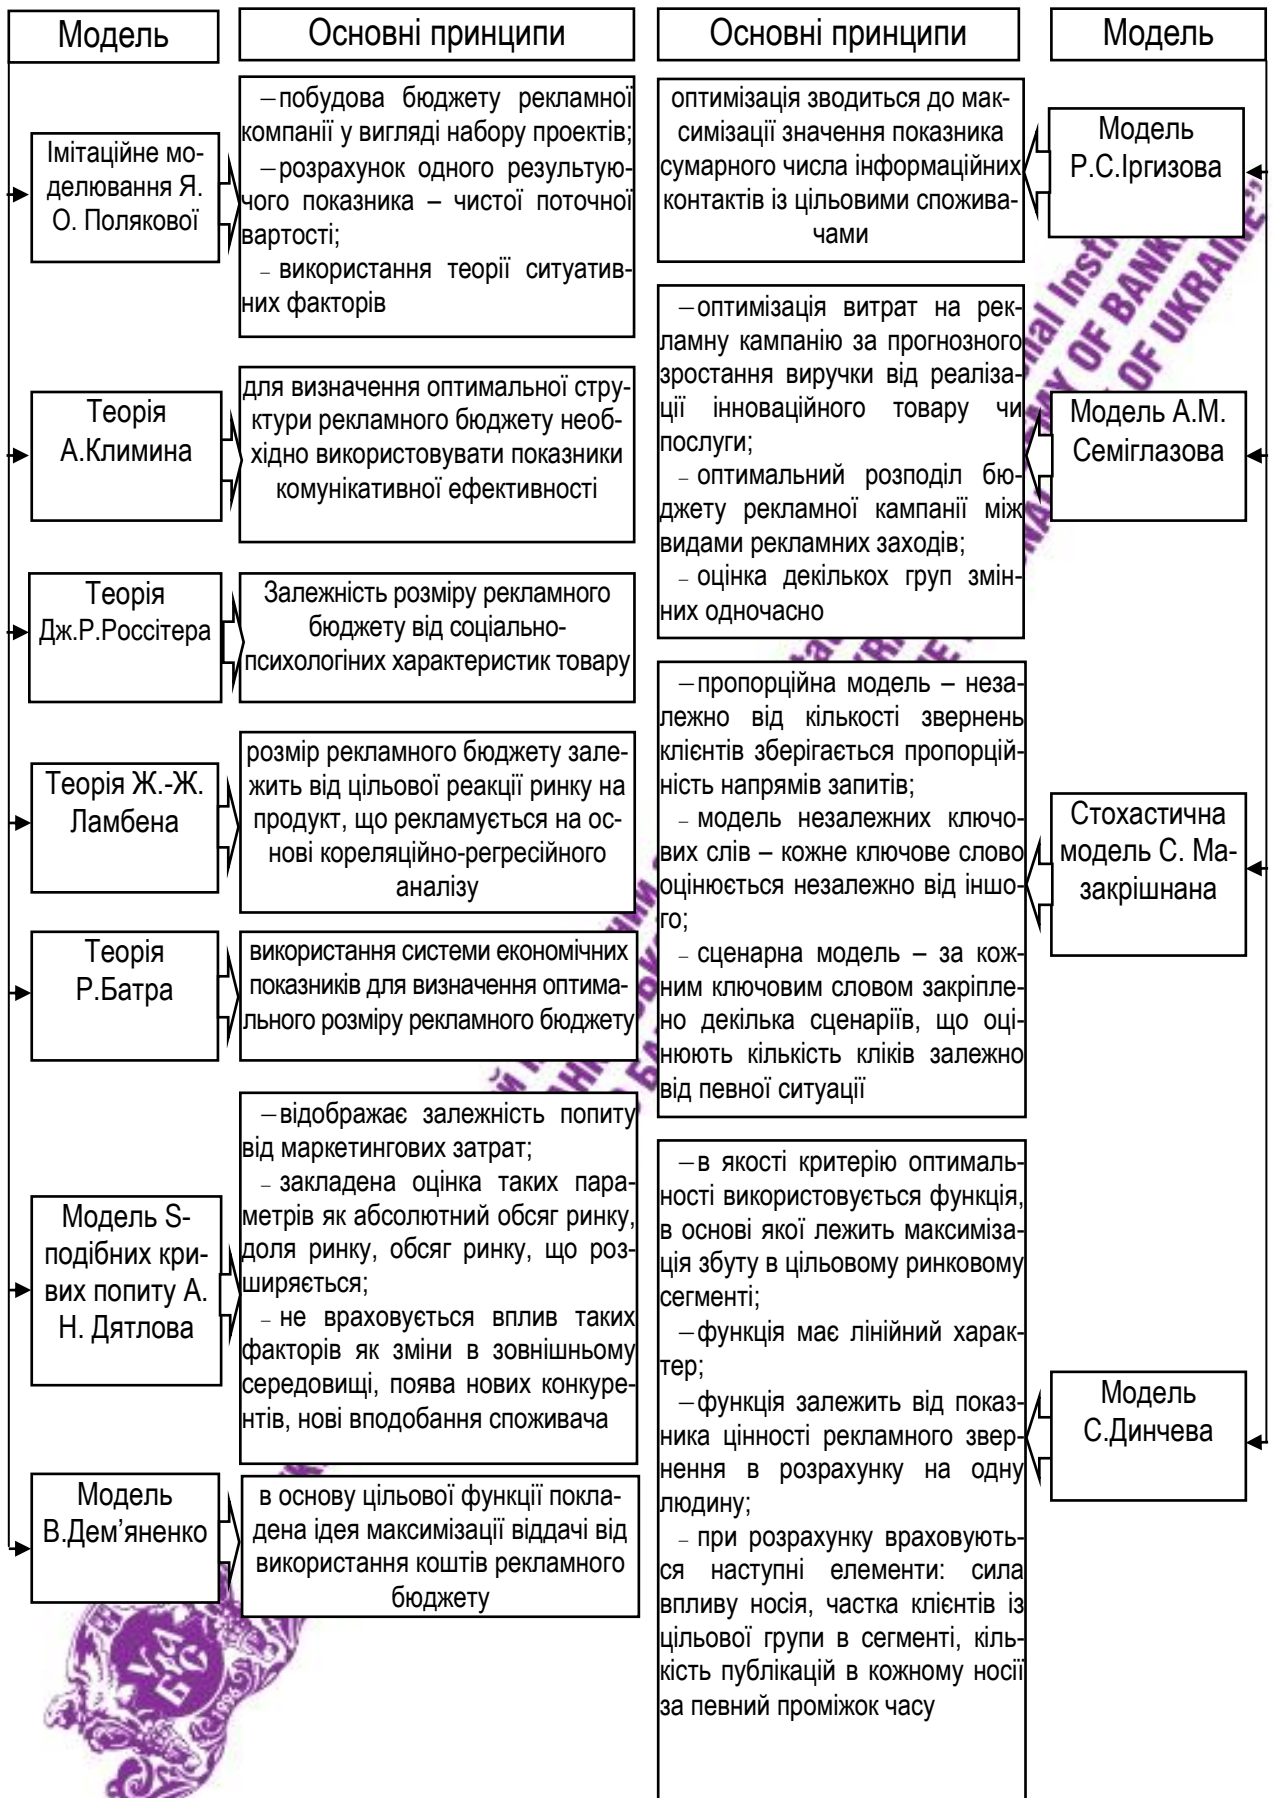 Модель
Основні принципи
Імітаційне мо-
делювання Я.
О. Полякової
– побудова бюджету рекламної
компанії у вигляді набору проектів;
– розрахунок одного результую-
чого показника – чистої поточної
вартості;
– використання теорії ситуатив-
них факторів
Теорія
А.Климина
для визначення оптимальної стру-
ктури рекламного бюджету необ-
хідно використовувати показники
комунікативної ефективності
Теорія
Дж.Р.Россітера
Залежність розміру рекламного
бюджету від соціально-
психологіних характеристик товару
Теорія Ж.-Ж.
Ламбена
розмір рекламного бюджету зале-
жить від цільової реакції ринку на
продукт, що рекламується на ос-
нові кореляційно-регресійного
аналізу
Теорія
Р.Батра
використання системи економічних
показників для визначення оптима-
льного розміру рекламного бюджету
Модель S-
подібних кри-
вих попиту А.
Н. Дятлова
– відображає залежність попиту
від маркетингових затрат;
– закладена оцінка таких пара-
метрів як абсолютний обсяг ринку,
доля ринку, обсяг ринку, що роз-
ширяється;
– не враховується вплив таких
факторів як зміни в зовнішньому
середовищі, поява нових конкуре-
нтів, нові вподобання споживача
Модель
В.Дем’яненко
в основу цільової функції покла-
дена ідея максимізації віддачі від
використання коштів рекламного
бюджету
Основні принципи
Модель
оптимізація зводиться до мак-
симізації значення показника
сумарного числа інформаційних
контактів із цільовими спожива-
чами
Модель
Р.С.Іргизова
– оптимізація витрат на рек-
ламну кампанію за прогнозного
зростання виручки від реаліза-
ції інноваційного товару чи
послуги;
– оптимальний розподіл бю-
джету рекламної кампанії між
видами рекламних заходів;
– оцінка декількох груп змін-
них одночасно
Модель А.М.
Семіглазова
– пропорційна модель – неза-
лежно від кількості звернень
клієнтів зберігається пропорцій-
ність напрямів запитів;
– модель незалежних ключо-
вих слів – кожне ключове слово
оцінюється незалежно від іншо-
го;
– сценарна модель – за кож-
ним ключовим словом закріпле-
но декілька сценаріїв, що оці-
нюють кількість кліків залежно
від певної ситуації
Стохастична
модель С. Ма-
закрішнана
– в якості критерію оптималь-
ності використовується функція,
в основі якої лежить максиміза-
ція збуту в цільовому ринковому
сегменті;
– функція має лінійний харак-
тер;
– функція залежить від показ-
ника цінності рекламного звер-
нення в розрахунку на одну
людину;
– при розрахунку враховують-
ся наступні елементи: сила
впливу носія, частка клієнтів із
цільової групи в сегменті, кіль-
кість публікацій в кожному носії
за певний проміжок часу
Модель
С.Динчева
OF UKRAINE”
УАБС
1996